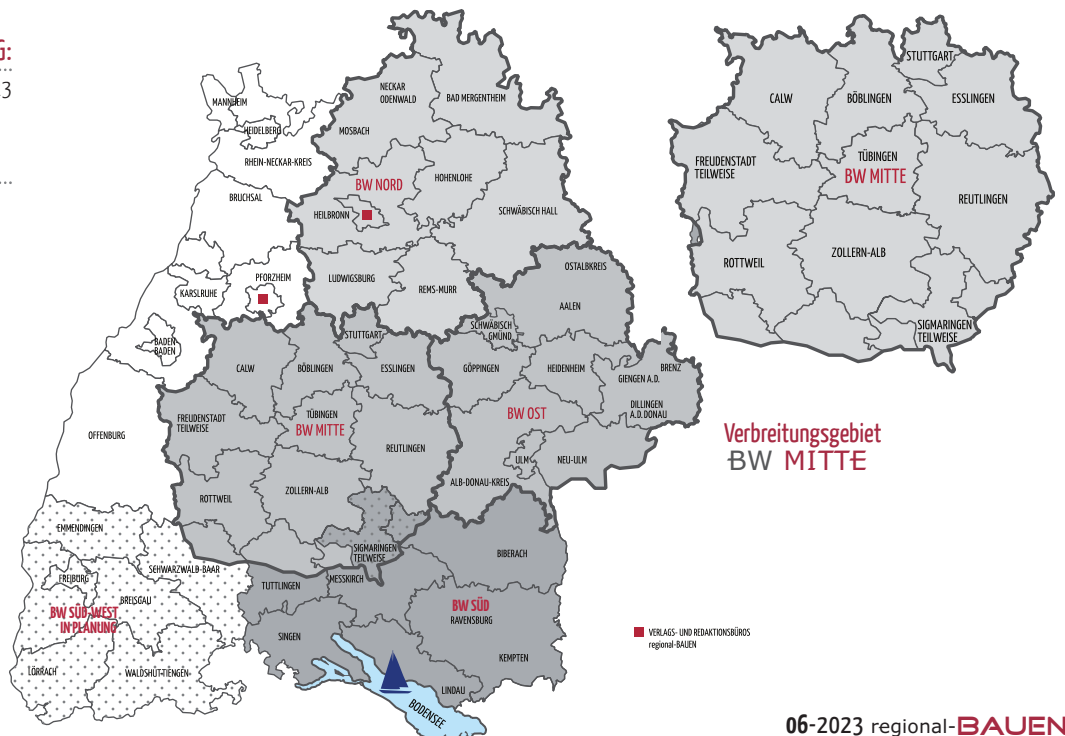 G:
3
MANNHEIM
HEIDELBERG
RHEIN-NECKAR-KREIS
BRUCHSAL
KARLSRUHE
PFORZHEIM
BADEN-
BADEN
OFFENBURG
NECKAR
ODENWALD
BAD MERGENTHEIM
MOSBACH
BW NORD
HOHENLOHE
HEILBRONN
SCHWÄBISCH HALL
LUDWIGSBURG
REMS-MURR
OSTALBKREIS
AALEN
SCHWÄBISCH
GMÜND
GÖPPINGEN
HEIDENHEIM
BRENZ
GIENGEN A.D.
DILLINGEN
A.D.DONAU
BW OST
ULM
NEU-ULM
ALB-DONAU-KREIS
STUTTGART
CALW
BÖBLINGEN
ESSLINGEN
FREUDENSTADT
TEILWEISE
TÜBINGEN
BW MITTE
REUTLINGEN
ROTTWEIL
ZOLLERN-ALB
SIGMARINGEN
TEILWEISE
EMMENDINGEN
FREIBURG
SCHWARZWALD-BAAR
BREISGAU
BW SÜD-WEST
IN PLANUNG
LÖRRACH
WALDSHUT-TIENGEN
TUTTLINGEN
MESSKIRCH
BIBERACH
BW SÜD
RAVENSBURG
SINGEN
KEMPTEN
LINDAU
BODENSEE
STUTTGART
CALW
BÖBLINGEN
ESSLINGEN
FREUDENSTADT
TEILWEISE
TÜBINGEN
BW MITTE
REUTLINGEN
ROTTWEIL
ZOLLERN-ALB
SIGMARINGEN
TEILWEISE
Verbreitungsgebiet
BW MITTE
VERLAGS- UND REDAKTIONSBÜROS
regional-BAUEN
06-2023 regional-BAUEN